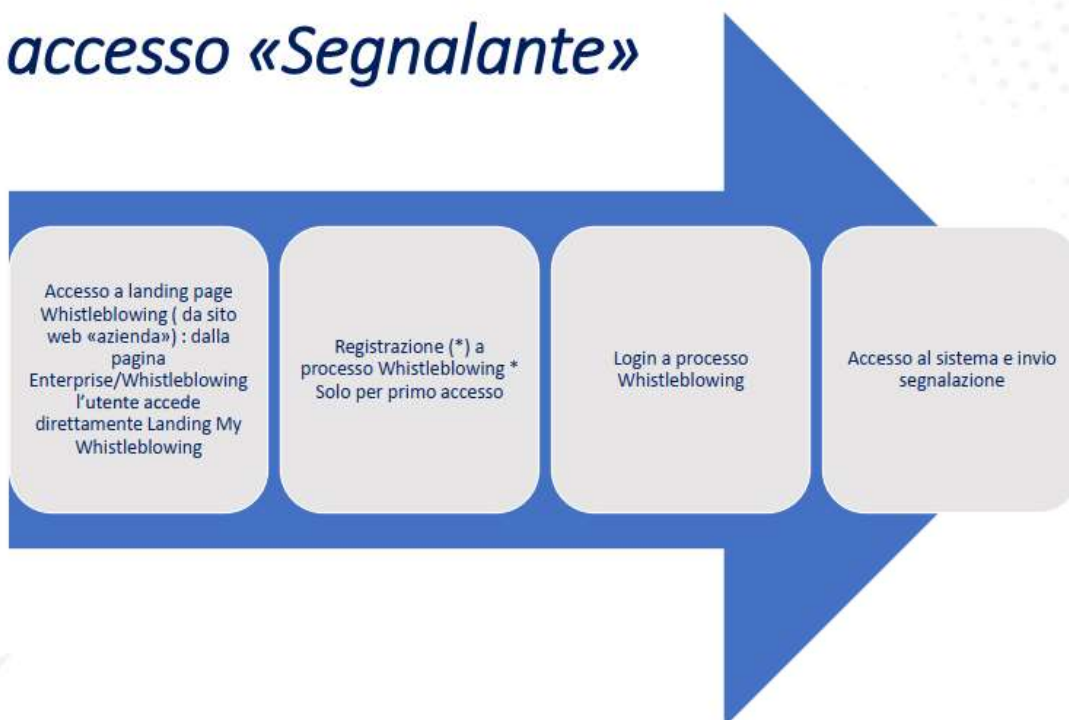 accesso «Segnalante»
Accesso a landing page
Whistleblowing ( da sito
web «azienda») : dalla
pagina
Enterprise/Whistleblowing
l'utente accede
direttamente Landing My
Whistleblowing
Registrazione (*) a
processo Whistleblowing *
Solo per primo accesso
Login a processo
Whistleblowing
Accesso al sistema e invio
segnalazione